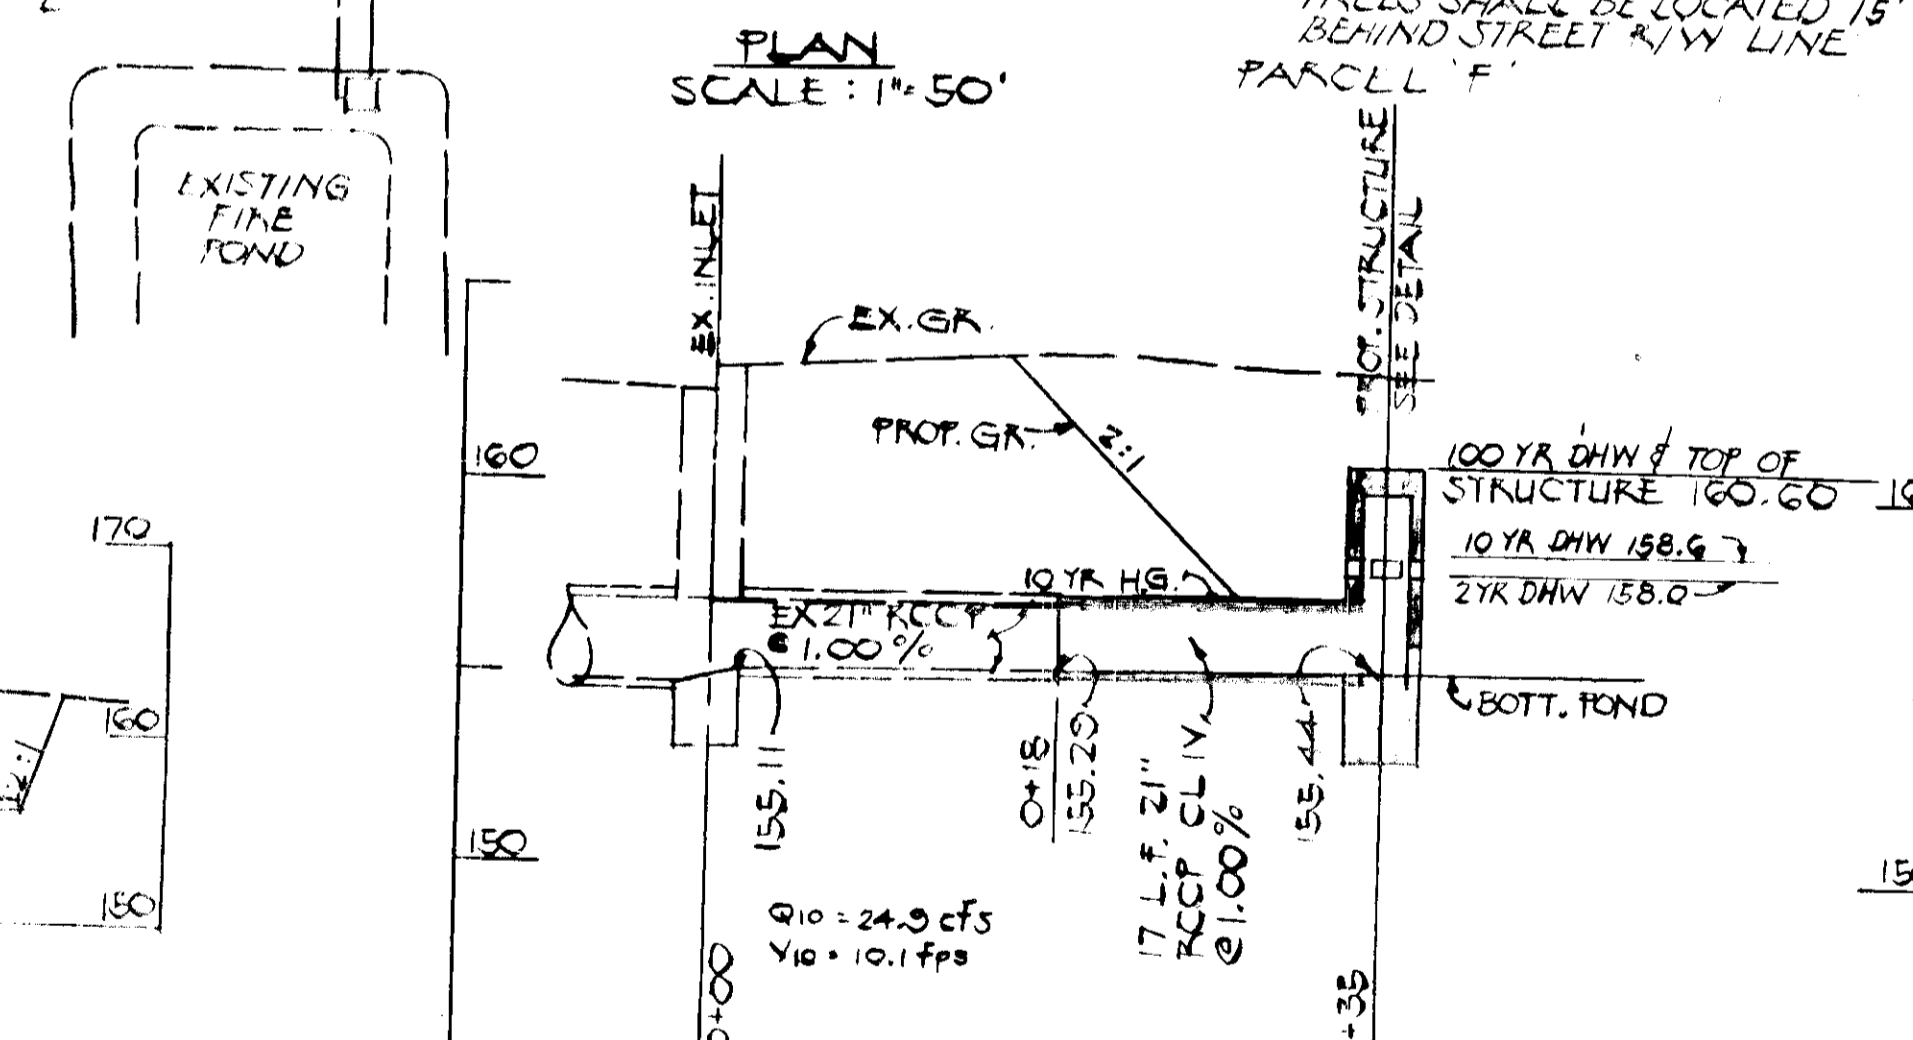 SHALL BE LOCATED 15'
BEHIND STREET R/W LINE
PARCEL 'F'
PLAN
SCALE : 1"= 50'
EXISTING
FIRE
POND
EX. INLET
EX. GR.
PROP. GR.
2:1
PROP. STRUCTURE
SEE DETAIL
100 YR DHW & TOP OF
STRUCTURE 160.60
10 YR DHW 158.6
2 YR DHW 158.0
BOTT. POND
10 YR H.G.
EX 21" RCCP
@ 1.00%
160
150
170
160
150
155.11
0+18
155.29
17 L.F. 21"
RCCP CL IV
@ 1.00%
155.44
Q10 = 24.9 cfs
V10 = 10.1 fps
0+00
+35